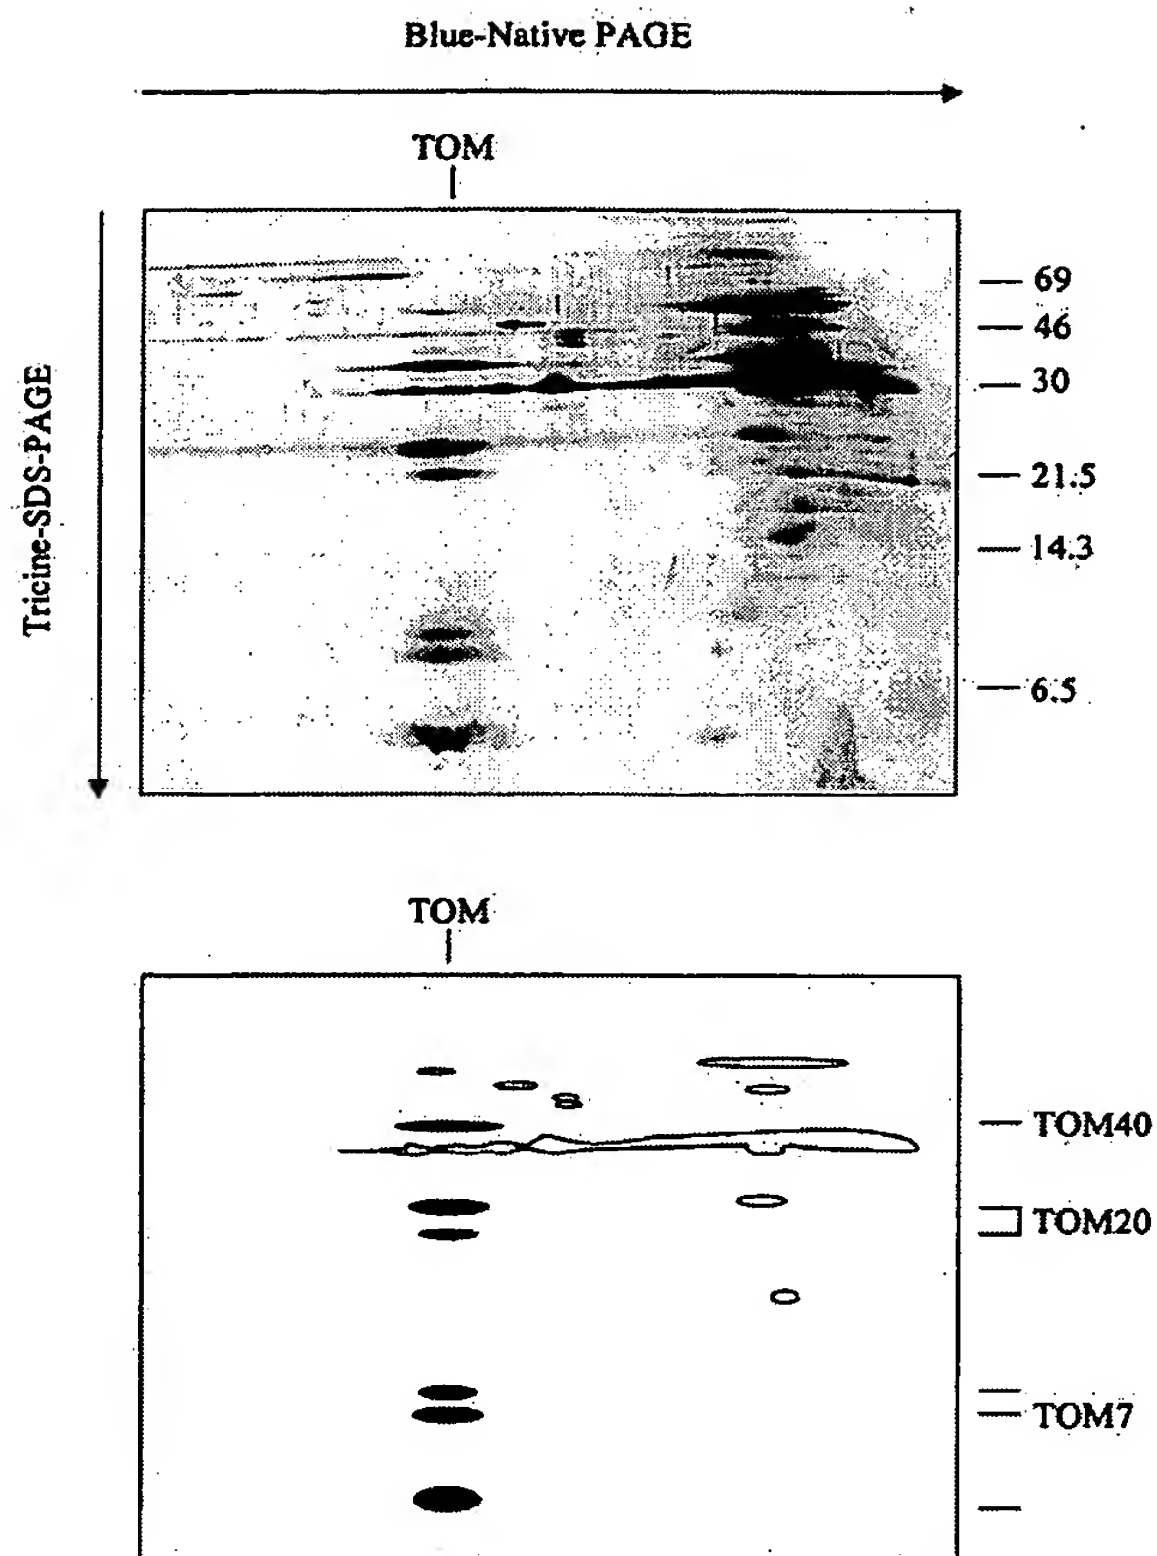 Blue-Native PAGE
TOM
Tricine-SDS-PAGE
69
46
30
21.5
14.3
6.5
TOM
TOM40
TOM20
TOM7